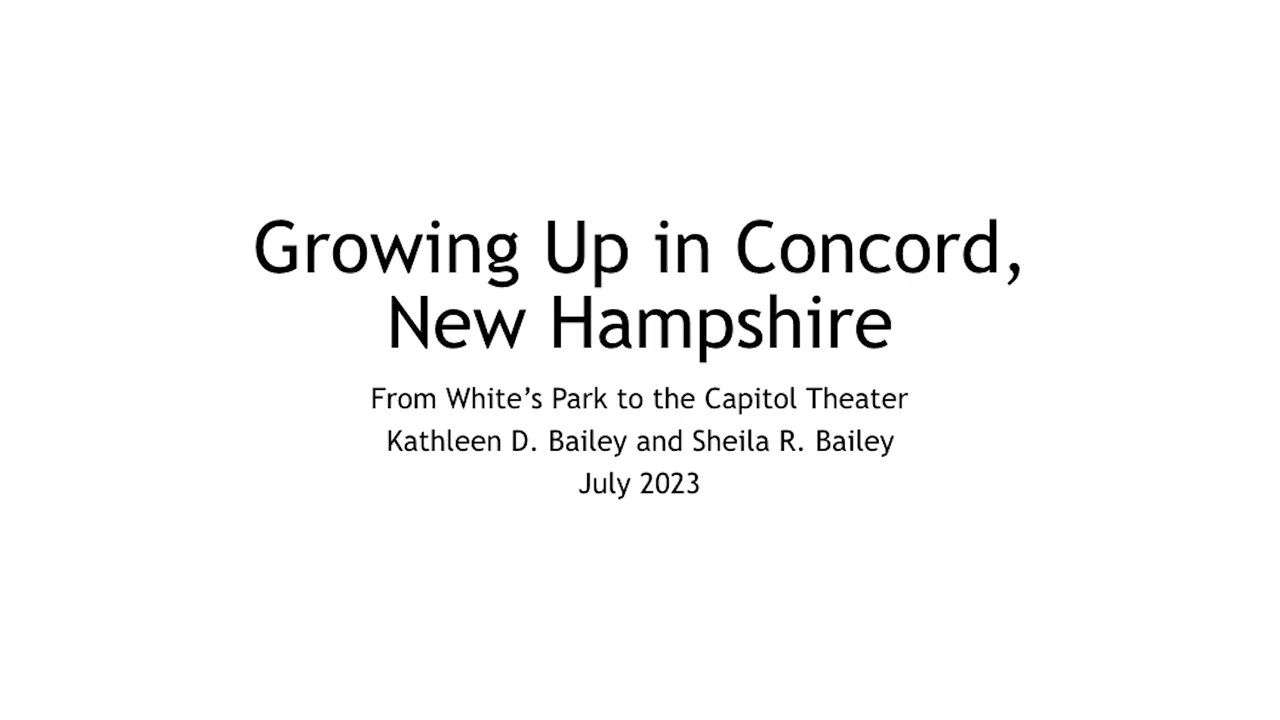 Growing Up in Concord,
New Hampshire
From White’s Park to the Capitol Theater
Kathleen D. Bailey and Sheila R. Bailey
July 2023